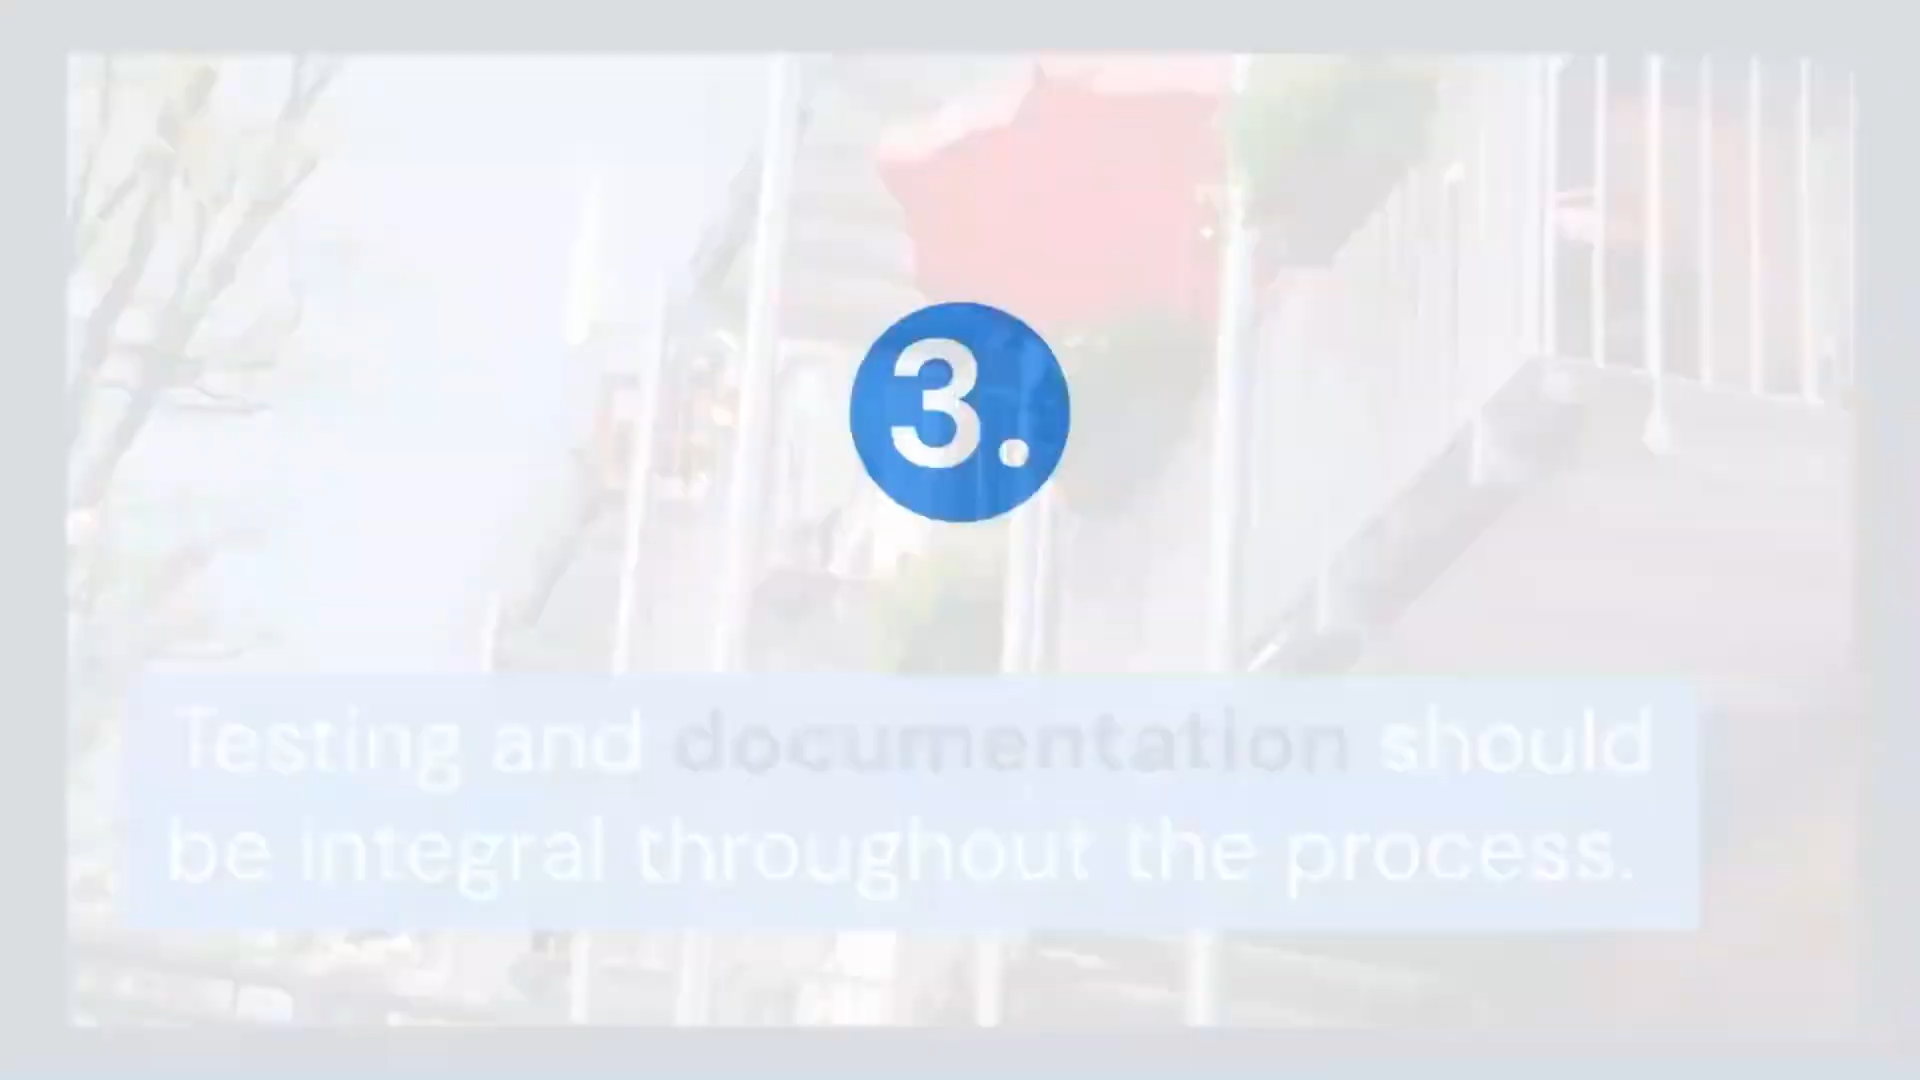 3.
Testing and documentation should
be integral throughout the process.